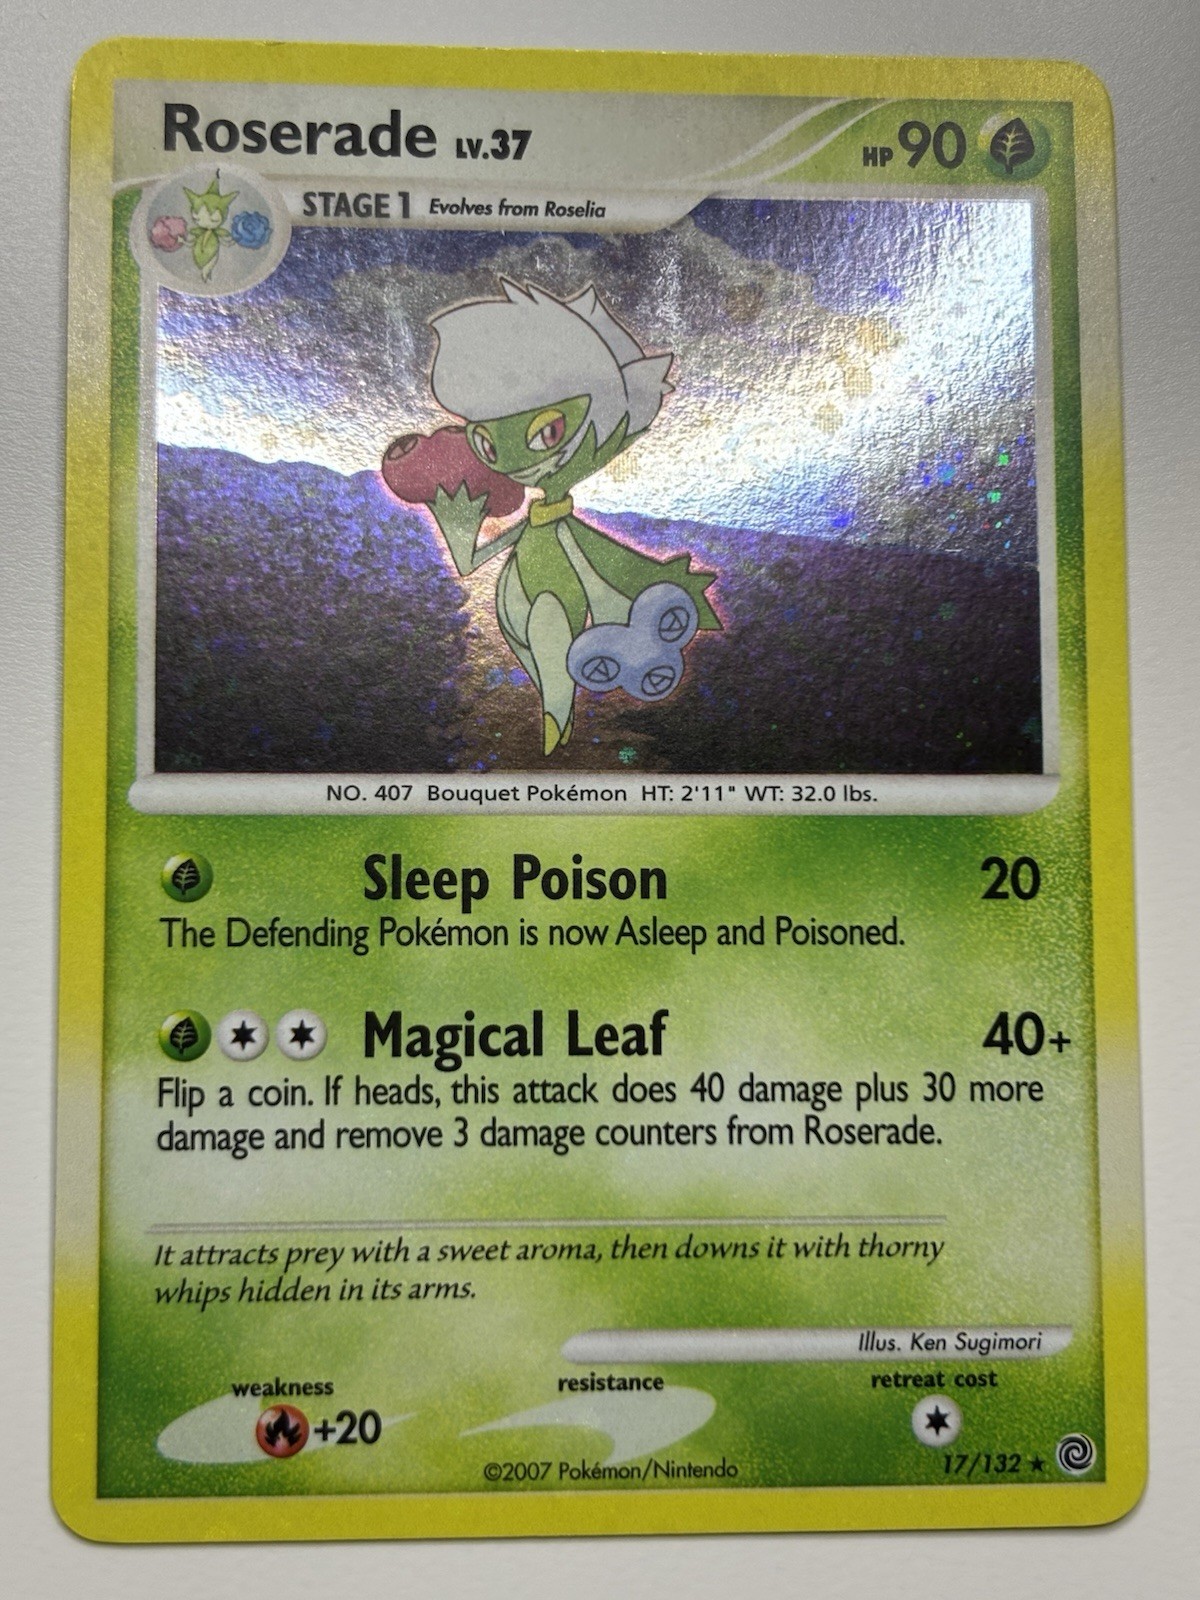 Roserade LV.37 HP 90
STAGE 1 Evolves from Roselia
NO. 407 Bouquet Pokémon HT: 2'11" WT: 32.0 lbs.
Sleep Poison 20
The Defending Pokémon is now Asleep and Poisoned.
Magical Leaf 40+
Flip a coin. If heads, this attack does 40 damage plus 30 more
damage and remove 3 damage counters from Roserade.
It attracts prey with a sweet aroma, then downs it with thorny
whips hidden in its arms.
Illus. Ken Sugimori
weakness resistance retreat cost
+20
©2007 Pokémon/Nintendo 17/132 ★